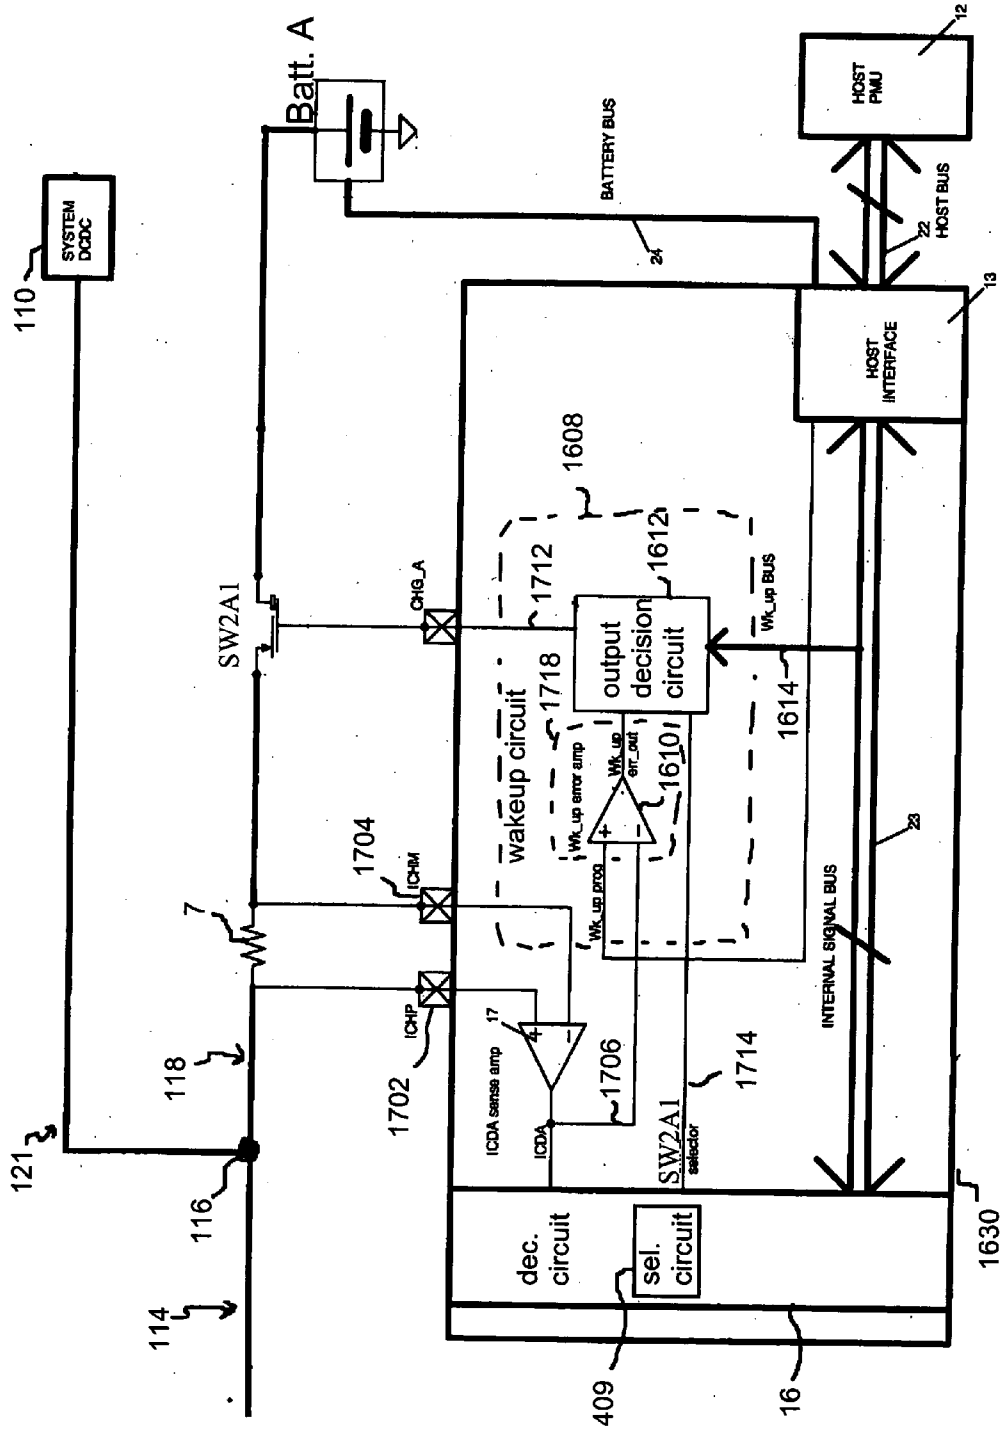 110
SYSTEM
DCDC
121
116
114
118
7
SW2A1
Batt. A
BATTERY BUS
24
HOST
PMU
12
HOST BUS
22
HOST
INTERFACE
13
ICHP
1702
ICHM
1704
CHG_A
1712
1608
wakeup circuit
1718
output
decision
circuit
1612
Wk_up error amp
Wk_up
err_out
1610
+
−
Wk_up prog
Wk_up BUS
1614
ICDA sense amp
17
+
−
ICDA
1706
SW2A1
selector
1714
INTERNAL SIGNAL BUS
23
dec.
circuit
sel.
circuit
409
16
1630